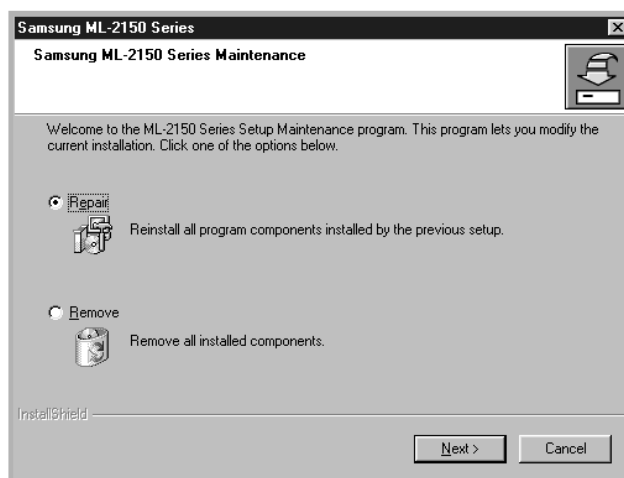 Samsung ML-2150 Series
Samsung ML-2150 Series Maintenance
Welcome to the ML-2150 Series Setup Maintenance program. This program lets you modify the
current installation. Click one of the options below.
Repair
Reinstall all program components installed by the previous setup.
Remove
Remove all installed components.
InstallShield
Next >
Cancel